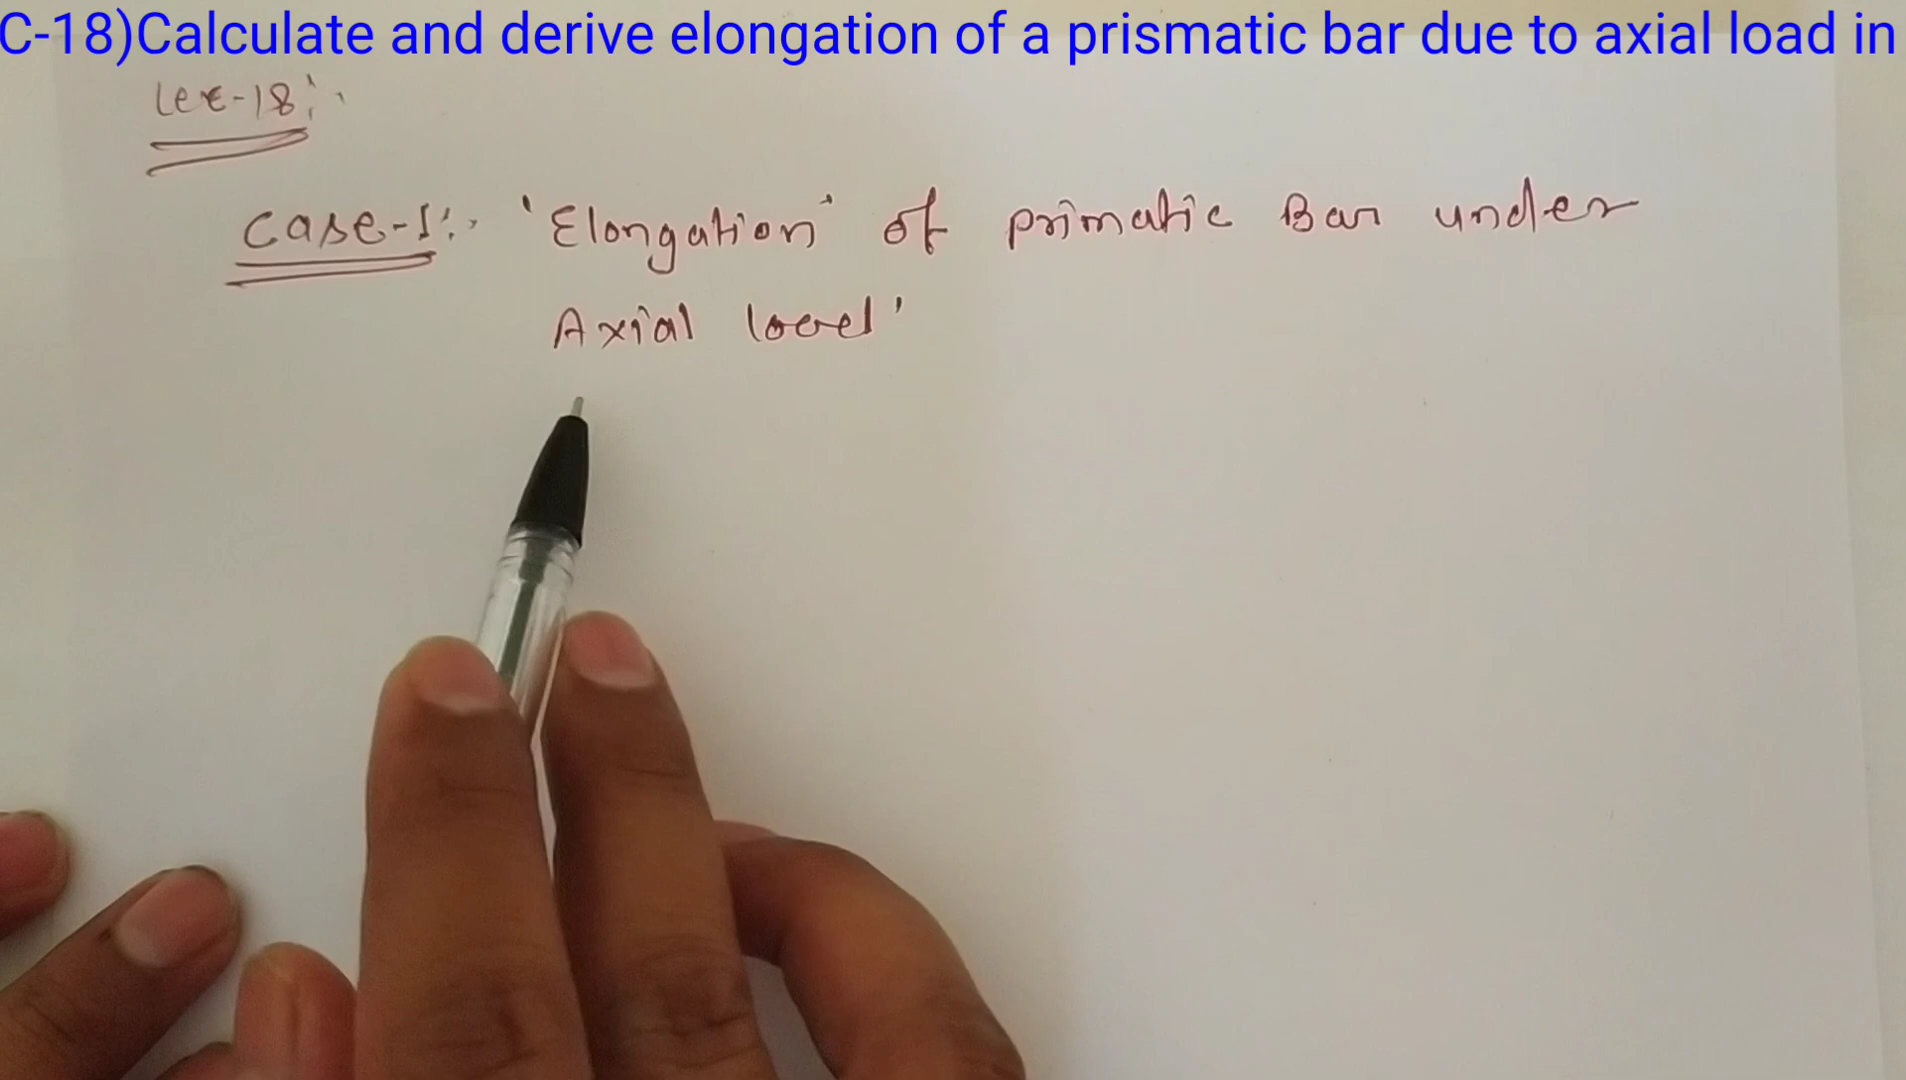 C-18)Calculate and derive elongation of a prismatic bar due to axial load in
Lec-18:-
Case-I:- 'Elongation' of primatic Bar under
Axial load'